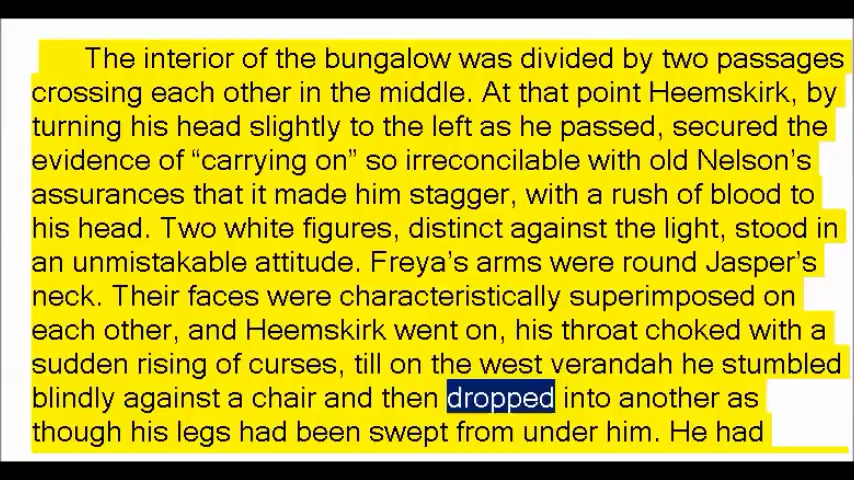 The interior of the bungalow was divided by two passages
crossing each other in the middle. At that point Heemskirk, by
turning his head slightly to the left as he passed, secured the
evidence of “carrying on” so irreconcilable with old Nelson’s
assurances that it made him stagger, with a rush of blood to
his head. Two white figures, distinct against the light, stood in
an unmistakable attitude. Freya’s arms were round Jasper’s
neck. Their faces were characteristically superimposed on
each other, and Heemskirk went on, his throat choked with a
sudden rising of curses, till on the west verandah he stumbled
blindly against a chair and then dropped into another as
though his legs had been swept from under him. He had